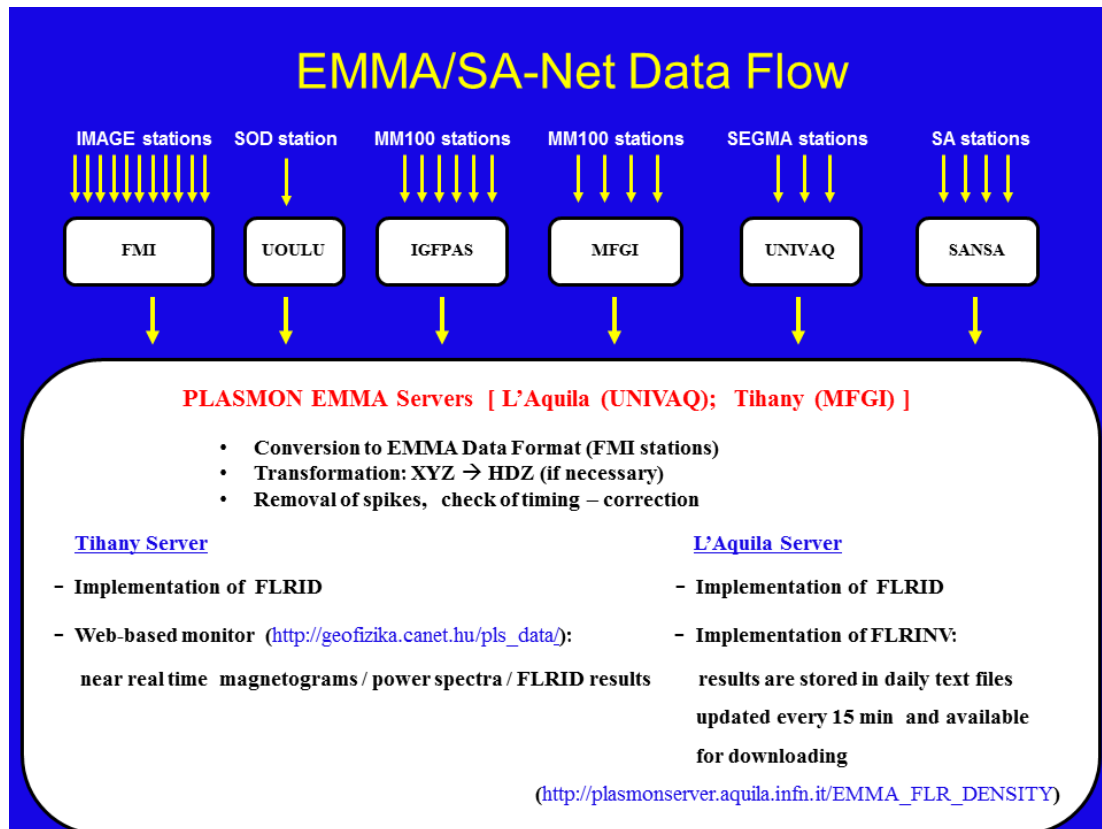 EMMA/SA-Net Data Flow
IMAGE stations
SOD station
MM100 stations
MM100 stations
SEGMA stations
SA stations
FMI
UOULU
IGFPAS
MFGI
UNIVAQ
SANSA
PLASMON EMMA Servers [ L'Aquila (UNIVAQ); Tihany (MFGI) ]
• Conversion to EMMA Data Format (FMI stations)
• Transformation: XYZ → HDZ (if necessary)
• Removal of spikes, check of timing – correction
Tihany Server
– Implementation of FLRID
– Web-based monitor (http://geofizika.canet.hu/pls_data/):
near real time magnetograms / power spectra / FLRID results
L'Aquila Server
– Implementation of FLRID
– Implementation of FLRINV:
results are stored in daily text files
updated every 15 min and available
for downloading
(http://plasmonserver.aquila.infn.it/EMMA_FLR_DENSITY)